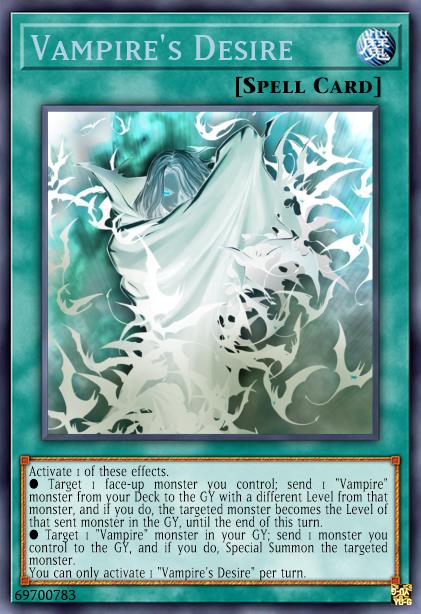 Vampire's Desire
魔
[Spell Card]
Activate 1 of these effects.
● Target 1 face-up monster you control; send 1 "Vampire"
monster from your Deck to the GY with a different Level from that
monster, and if you do, the targeted monster becomes the Level of
that sent monster in the GY, until the end of this turn.
● Target 1 "Vampire" monster in your GY; send 1 monster you
control to the GY, and if you do, Special Summon the targeted
monster.
You can only activate 1 "Vampire's Desire" per turn.
69700783